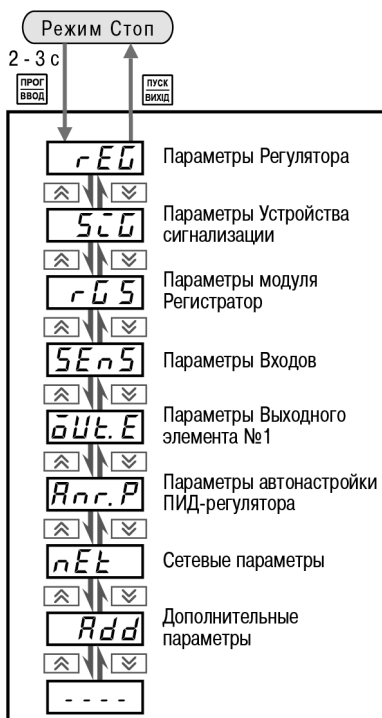 Режим Стоп
2 - 3 с
ПРОГ
ВВОД
ПУСК
ВИХІД
rEG
Параметры Регулятора
SiG
Параметры Устройства
сигнализации
rGS
Параметры модуля
Регистратор
SEnS
Параметры Входов
oUt.E
Параметры Выходного
элемента №1
Anr.P
Параметры автонастройки
ПИД-регулятора
nEt
Сетевые параметры
Add
Дополнительные
параметры
----